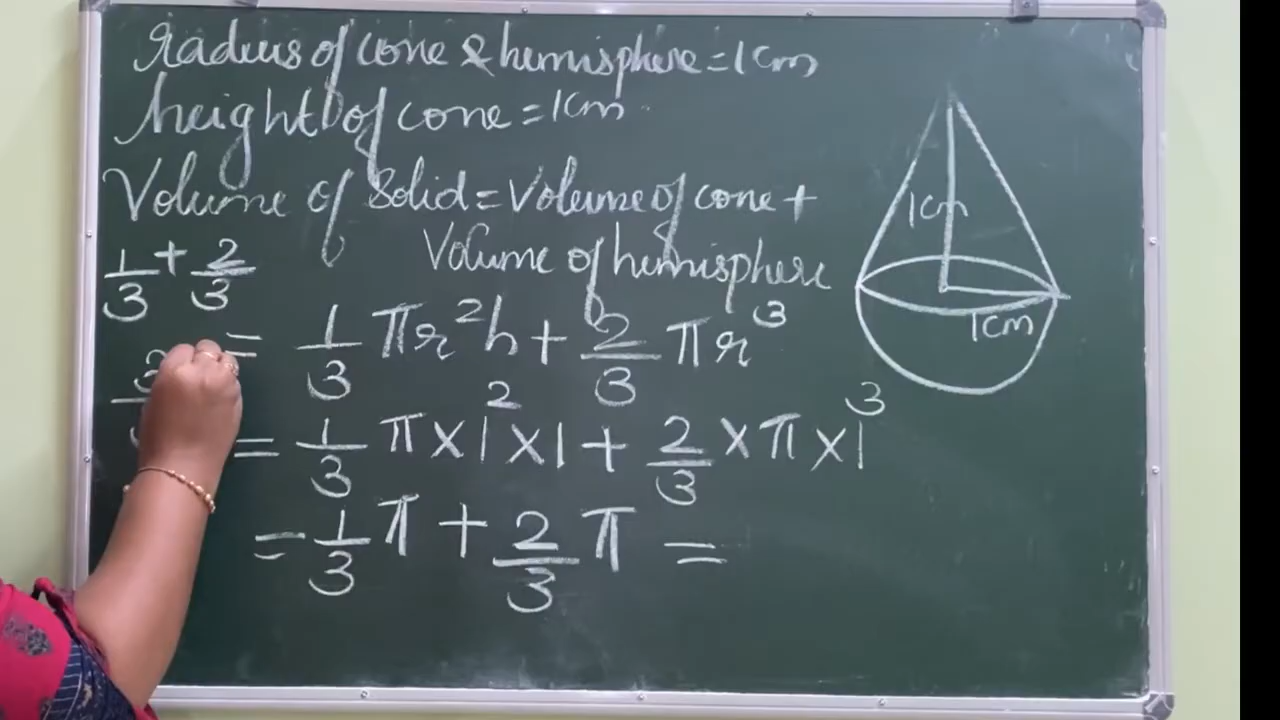 radius of cone & hemisphere = 1cm
height of cone = 1cm
Volume of Solid = Volume of cone +
Volume of hemisphere
1/3 + 2/3
= 1/3 πr²h + 2/3 πr³
= 1/3 π×1²×1 + 2/3 ×π×1³
= 1/3 π + 2/3 π =
1cm
1cm